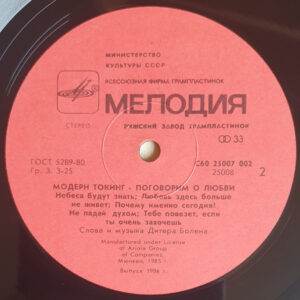 МИНИСТЕРСТВО
КУЛЬТУРЫ СССР
ВСЕСОЮЗНАЯ ФИРМА ГРАМПЛАСТИНОК
МЕЛОДИЯ
СТЕРЕО
РИЖСКИЙ ЗАВОД ГРАМПЛАСТИНОК
33
ГОСТ 5289-80
Гр. 3. 3-25
С60 25007 002
25008
2
МОДЕРН ТОКИНГ - ПОГОВОРИМ О ЛЮБВИ
Небеса будут знать; Любовь здесь больше
не живет; Почему именно сегодня?
Не падай духом; Тебе повезет, если
ты очень захочешь
Слова и музыка Дитера Болена
Manufactured under License
of Ariola Group
of Companies,
Мюнхен, 1985 г.
Выпуск 1986 г.